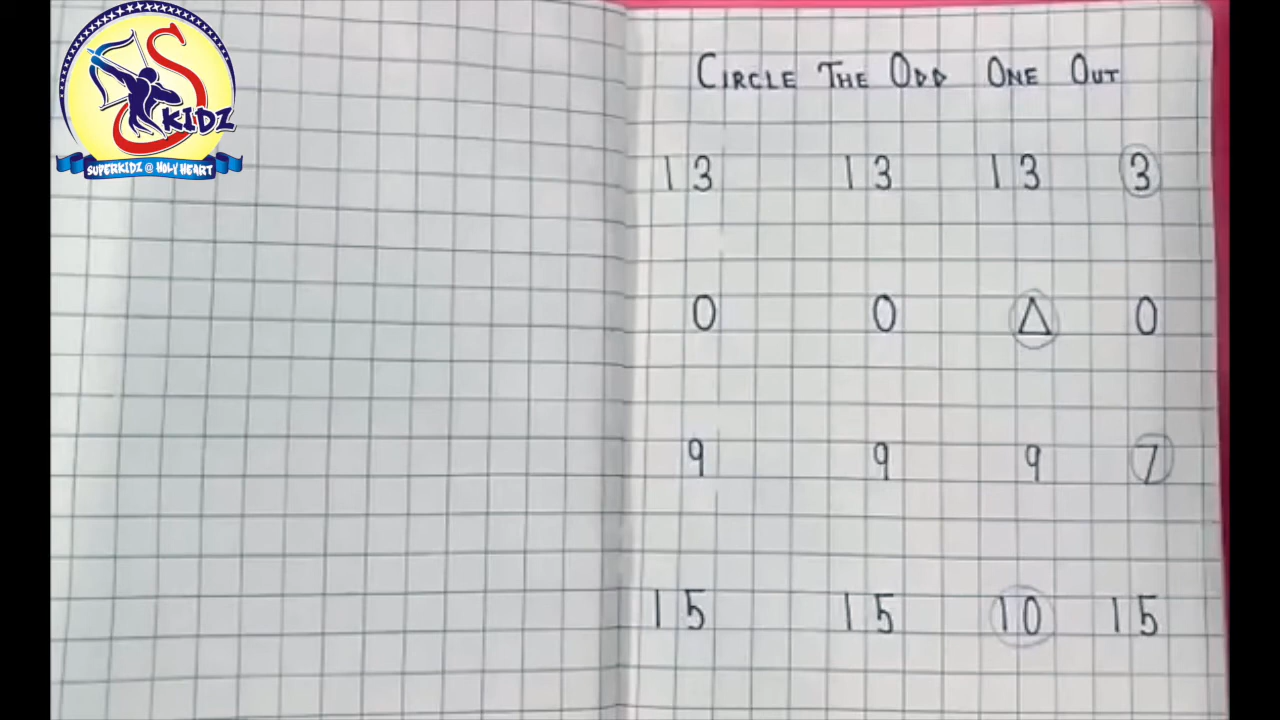 S KIDZ
SUPERKIDZ @ HOLY HEART
CIRCLE THE ODD ONE OUT
13 13 13 3
0 0 Δ 0
9 9 9 7
15 15 10 15